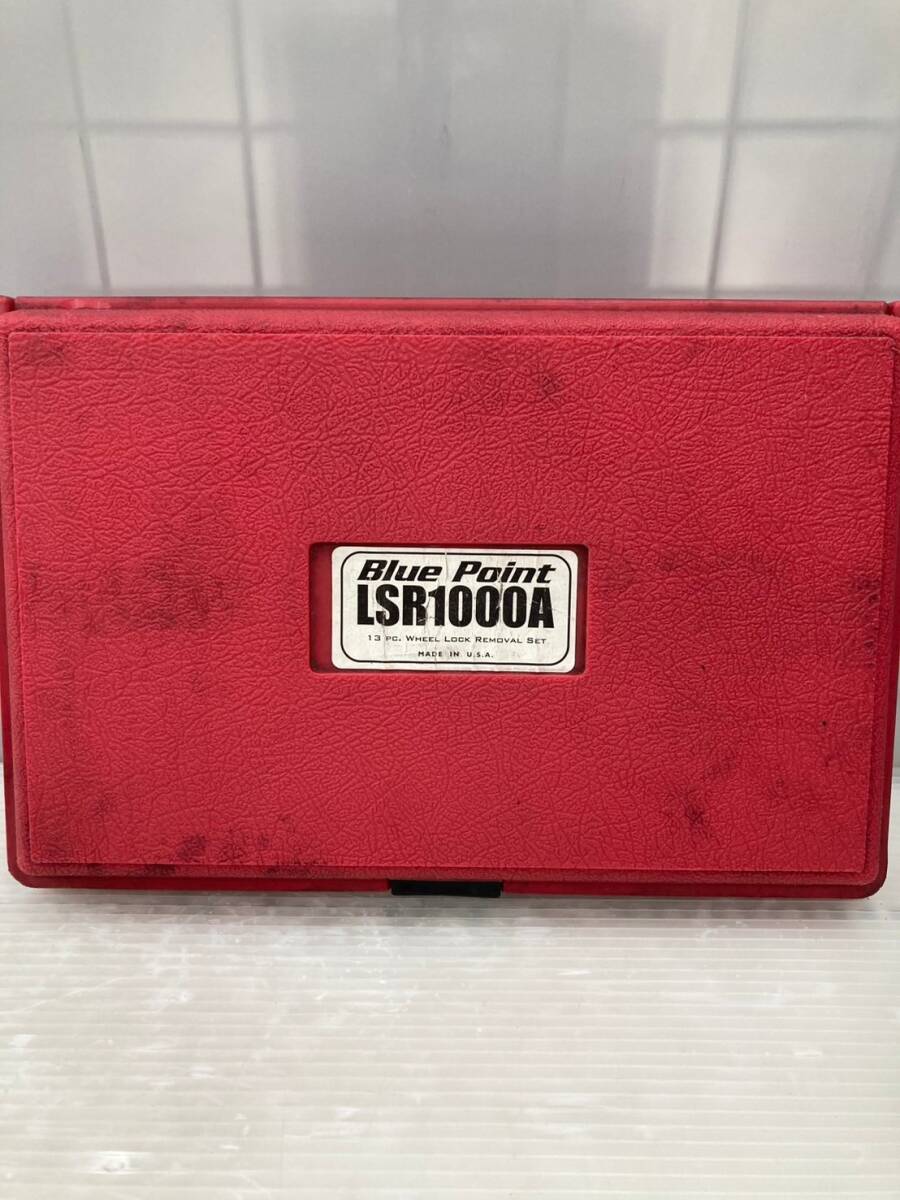 Blue Point
LSR1000A
13 PC. WHEEL LOCK REMOVAL SET
MADE IN U.S.A.